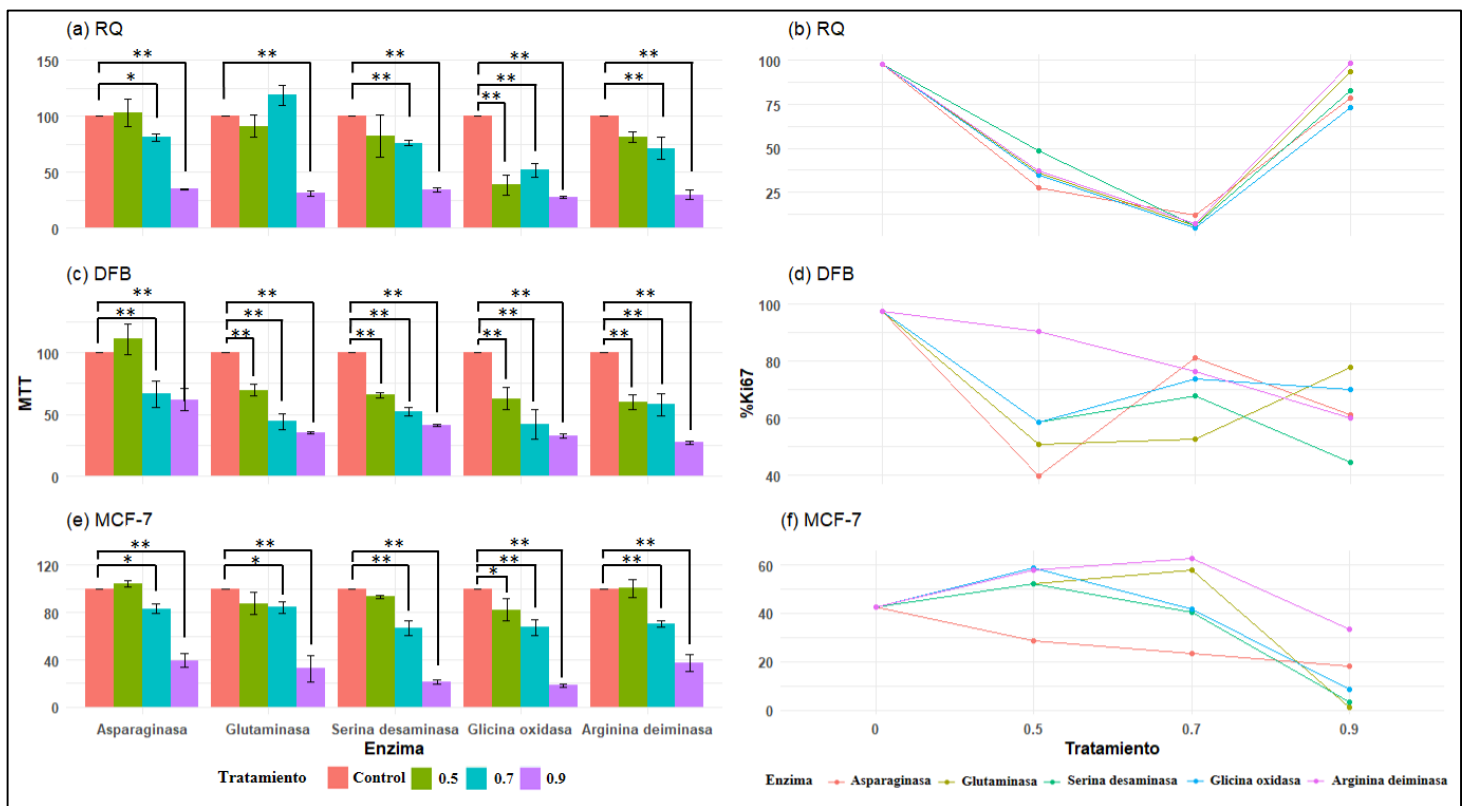 (a) RQ
** ** ** ** **
* ** ** **
**
150
100
50
0
(b) RQ
100
75
50
25
(c) DFB
** ** ** ** **
** ** ** ** **
** ** ** **
100
50
0
MTT
(d) DFB
100
80
60
40
%Ki67
(e) MCF-7
** ** ** ** **
* * ** ** **
*
120
80
40
0
Asparaginasa Glutaminasa Serina desaminasa Glicina oxidasa Arginina deiminasa
Enzima
Tratamiento Control 0.5 0.7 0.9
(f) MCF-7
60
40
20
0
0 0.5 0.7 0.9
Tratamiento
Enzima Asparaginasa Glutaminasa Serina desaminasa Glicina oxidasa Arginina deiminasa